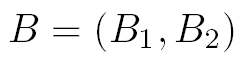 B = (B₁, B₂)